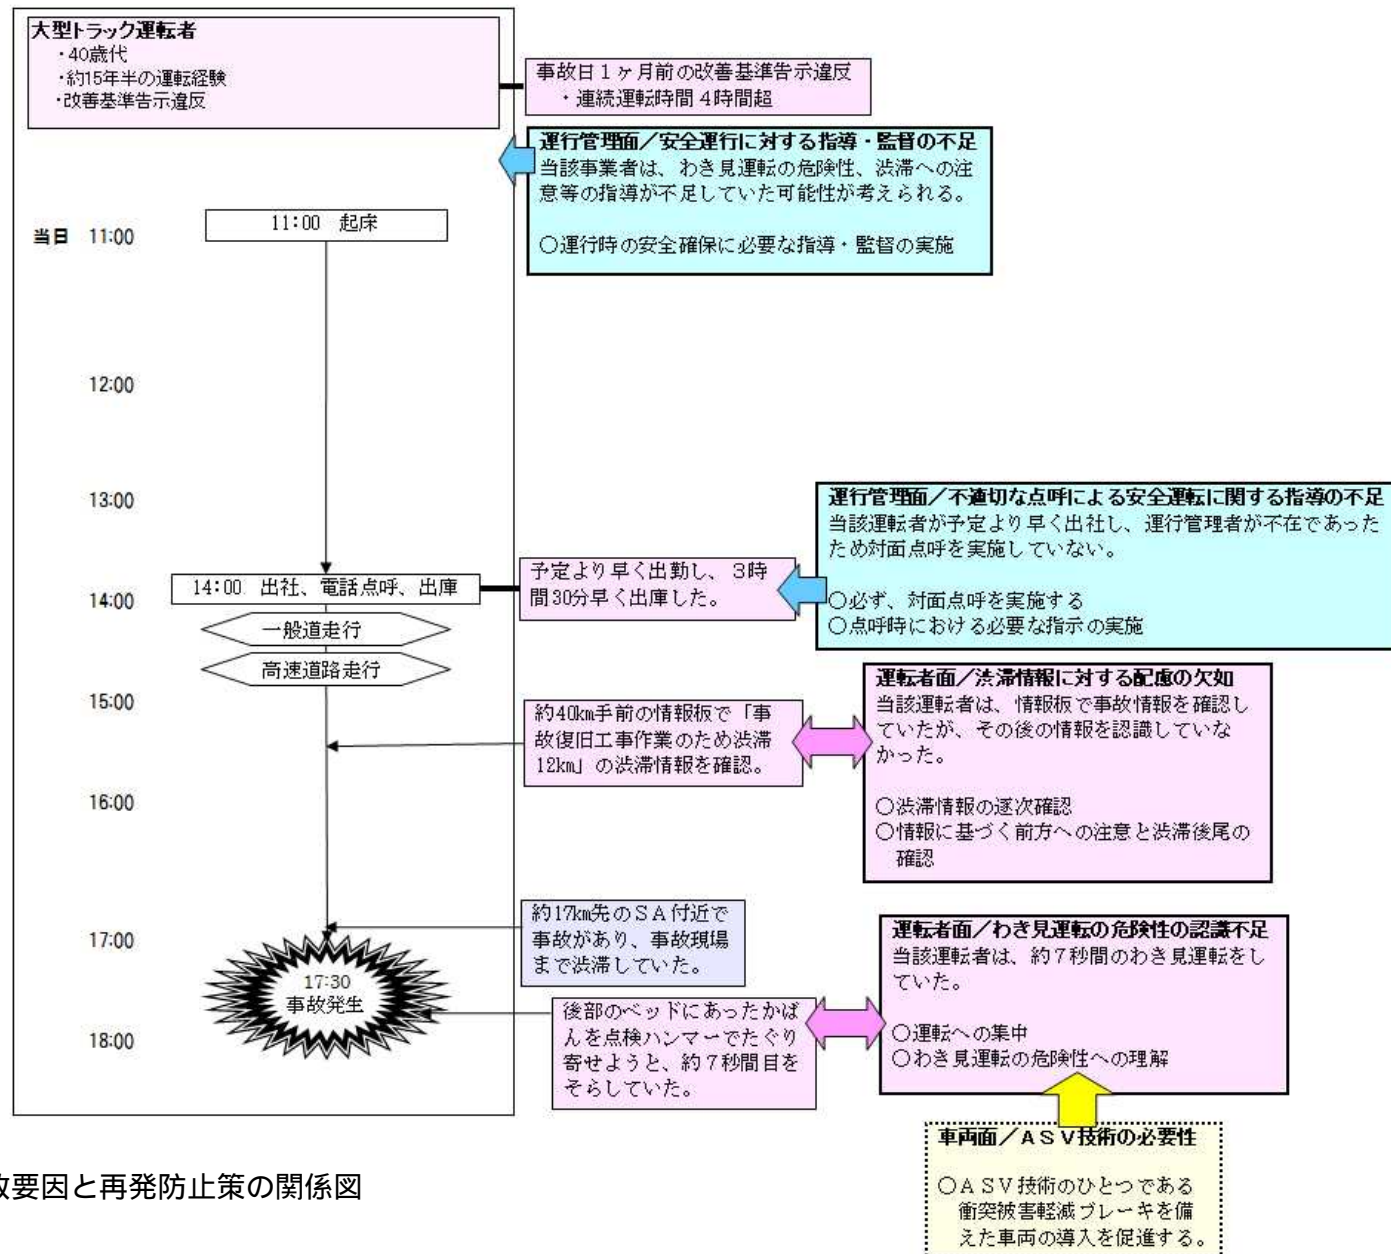 大型トラック運転者
・40歳代
・約15年半の運転経験
・改善基準告示違反
事故日1ヶ月前の改善基準告示違反
・連続運転時間4時間超
運行管理面／安全運行に対する指導・監督の不足
当該事業者は、わき見運転の危険性、渋滞への注
意等の指導が不足していた可能性が考えられる。
○運行時の安全確保に必要な指導・監督の実施
当日 11:00
11:00 起床
12:00
13:00
運行管理面／不適切な点呼による安全運転に関する指導の不足
当該運転者が予定より早く出社し、運行管理者が不在であった
ため対面点呼を実施していない。
○必ず、対面点呼を実施する
○点呼時における必要な指示の実施
14:00
14:00 出社、電話点呼、出庫
予定より早く出勤し、3時
間30分早く出庫した。
一般道走行
高速道路走行
15:00
約40km手前の情報板で「事
故復旧工事作業のため渋滞
12km」の渋滞情報を確認。
運転者面／渋滞情報に対する配慮の欠如
当該運転者は、情報板で事故情報を確認し
ていたが、その後の情報を認識していな
かった。
○渋滞情報の逐次確認
○情報に基づく前方への注意と渋滞後尾の
確認
16:00
17:00
約17km先のSA付近で
事故があり、事故現場
まで渋滞していた。
17:30
事故発生
18:00
後部のベッドにあったかば
んを点検ハンマーでたぐり
寄せようと、約7秒間目を
そらしていた。
運転者面／わき見運転の危険性の認識不足
当該運転者は、約7秒間のわき見運転をし
ていた。
○運転への集中
○わき見運転の危険性への理解
車両面／ASV技術の必要性
○ASV技術のひとつである
衝突被害軽減ブレーキを備
えた車両の導入を促進する。
要因と再発防止策の関係図